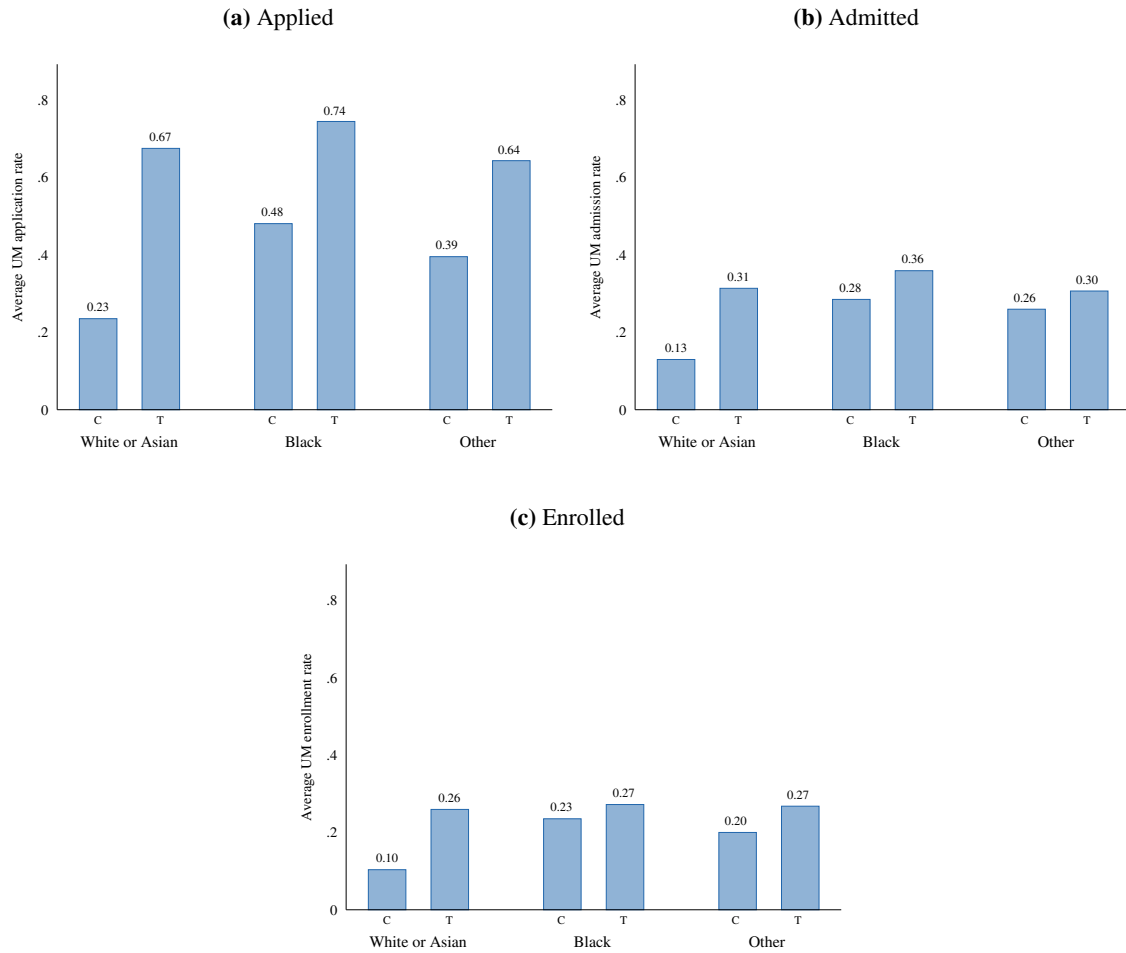 (a) Applied
Average UM application rate
.8
.6
.4
.2
0
0.23
0.67
0.48
0.74
0.39
0.64
C T C T C T
White or Asian Black Other
(b) Admitted
Average UM admission rate
.8
.6
.4
.2
0
0.13
0.31
0.28
0.36
0.26
0.30
C T C T C T
White or Asian Black Other
(c) Enrolled
Average UM enrollment rate
.8
.6
.4
.2
0
0.10
0.26
0.23
0.27
0.20
0.27
C T C T C T
White or Asian Black Other